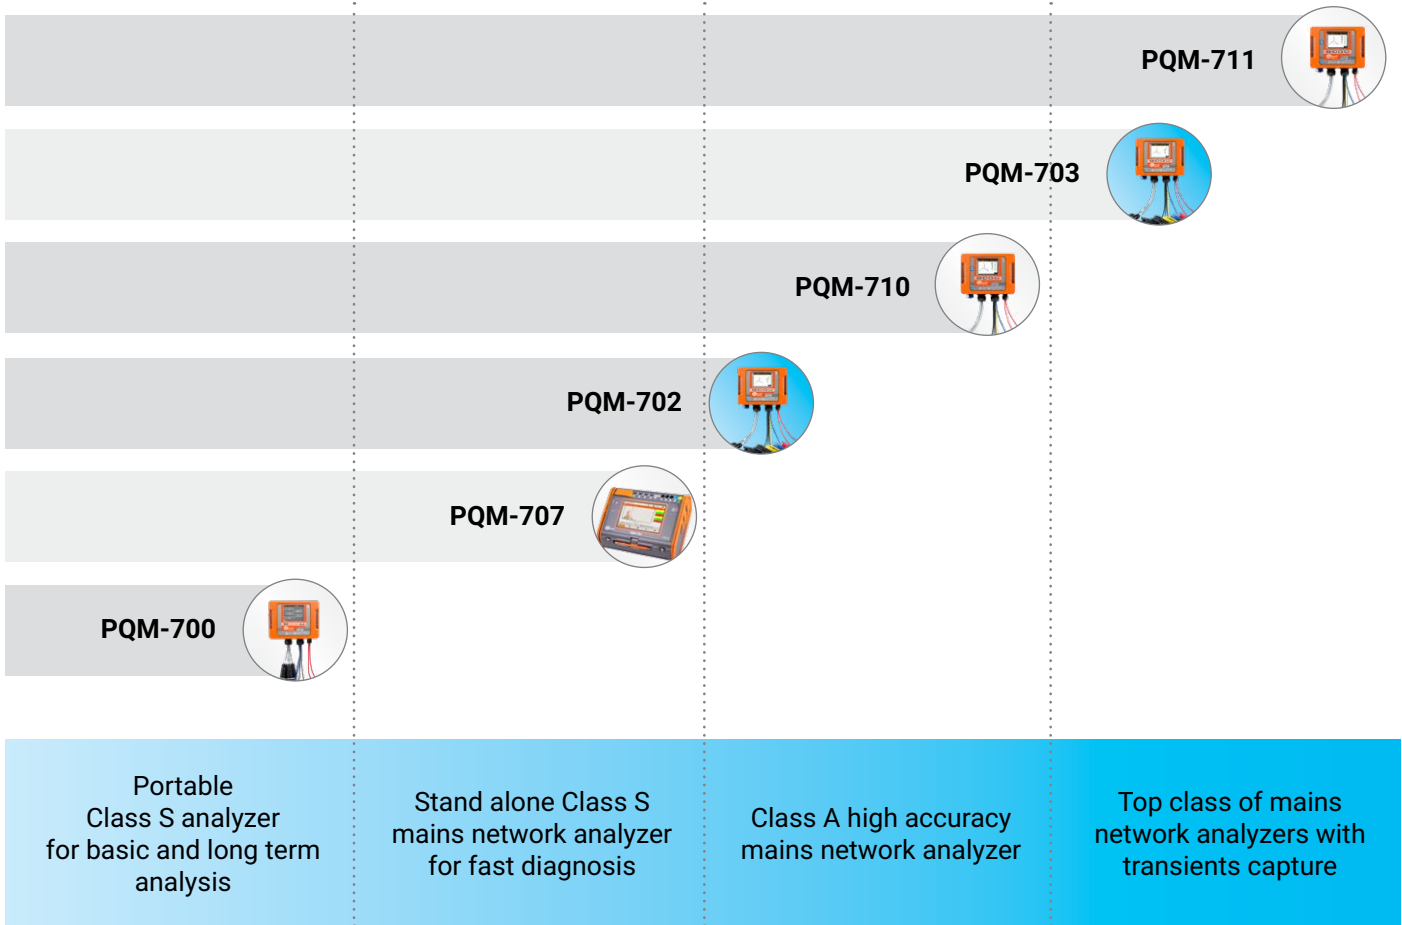 PQM-711
PQM-703
PQM-710
PQM-702
PQM-707
PQM-700
Portable
Class S analyzer
for basic and long term
analysis
Stand alone Class S
mains network analyzer
for fast diagnosis
Class A high accuracy
mains network analyzer
Top class of mains
network analyzers with
transients capture